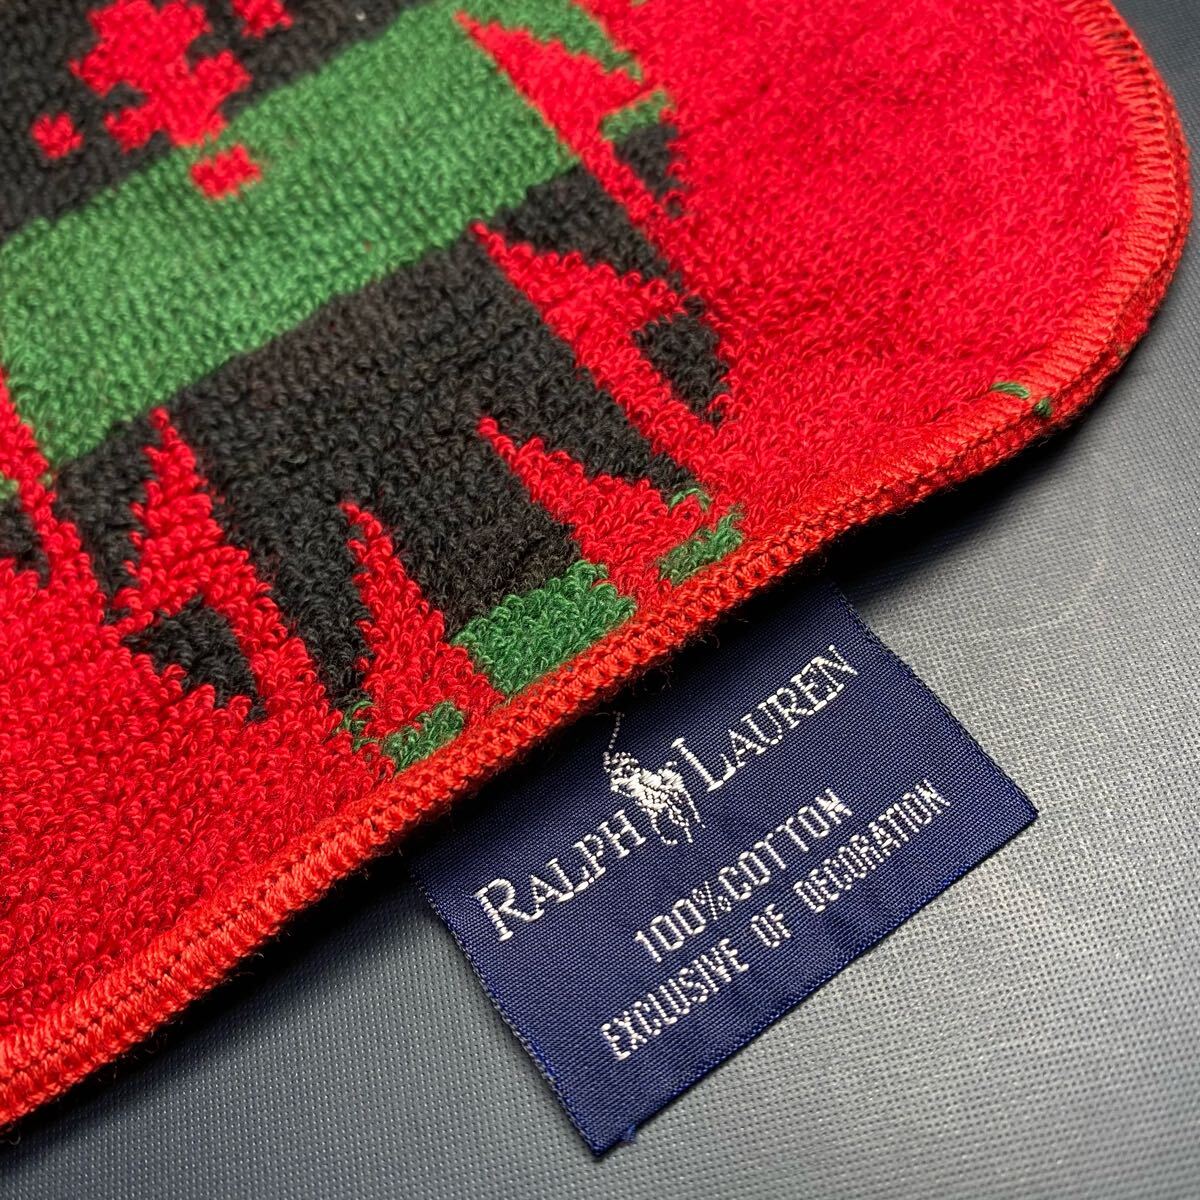 RALPH LAUREN
100%COTTON
EXCLUSIVE OF DECORATION